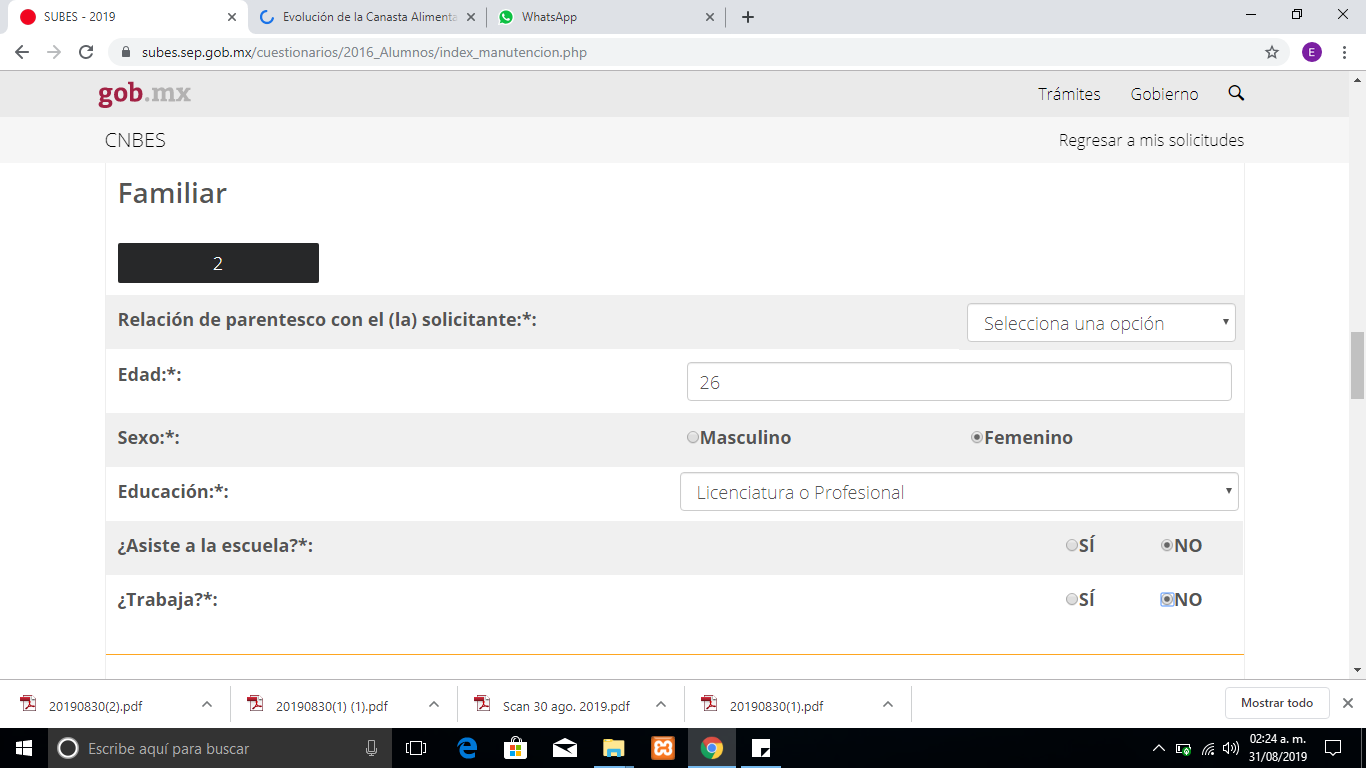 SUBES - 2019
Evolución de la Canasta Alimenta
WhatsApp
subes.sep.gob.mx/cuestionarios/2016_Alumnos/index_manutencion.php
E
gob.mx
Trámites
Gobierno
CNBES
Regresar a mis solicitudes
Familiar
2
Relación de parentesco con el (la) solicitante:*:
Selecciona una opción
Edad:*:
26
Sexo:*:
Masculino
Femenino
Educación:*:
Licenciatura o Profesional
¿Asiste a la escuela?*:
SÍ
NO
¿Trabaja?*:
SÍ
NO
20190830(2).pdf
20190830(1) (1).pdf
Scan 30 ago. 2019.pdf
20190830(1).pdf
Mostrar todo
Escribe aquí para buscar
02:24 a. m.
31/08/2019